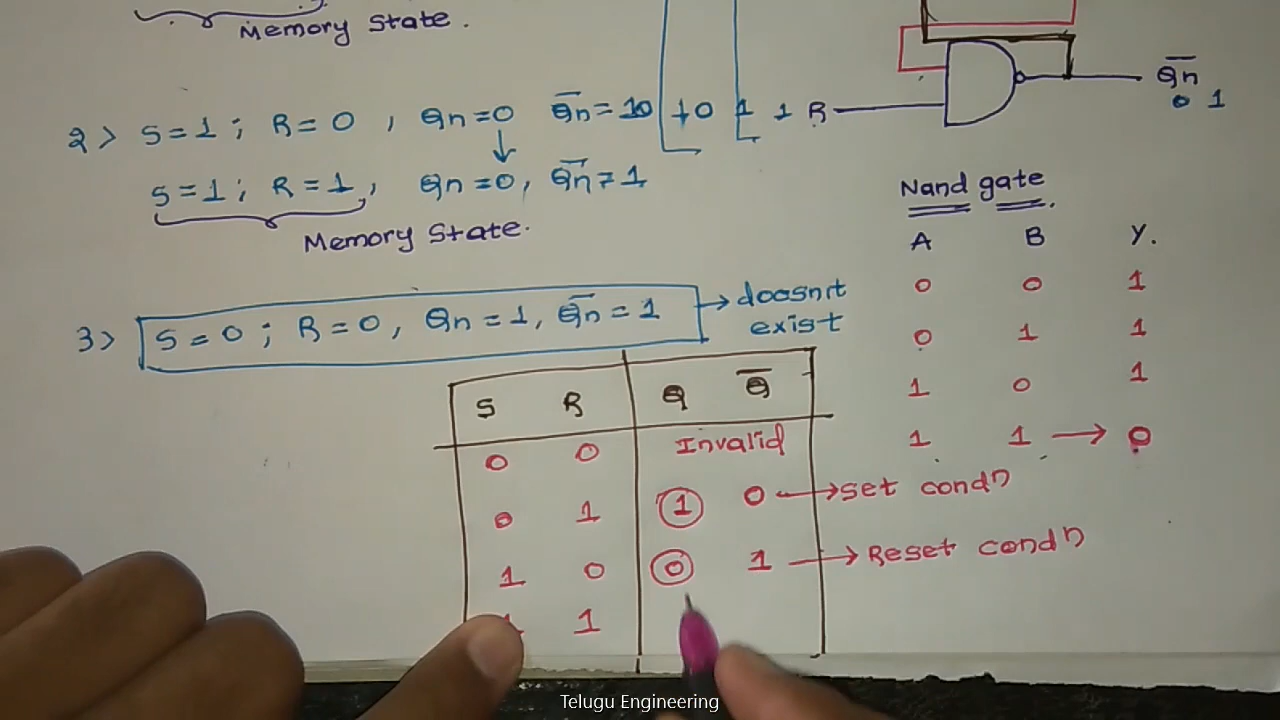 Memory State.
2> S=1; R=0, Qn=0 Q̅n=10 10 1 1 R Q̅n
0 1
S=1; R=1, Qn=0, Q̅n=1
Memory State.
Nand gate
A B Y.
0 0 1
0 1 1
1 0 1
1 1 → 0
3> S=0; R=0, Qn=1, Q̅n=1 → doesn't
exist
S R Q Q̅
0 0 Invalid
0 1 1 0 → set condn
1 0 0 1 → Reset condn
1 1
Telugu Engineering